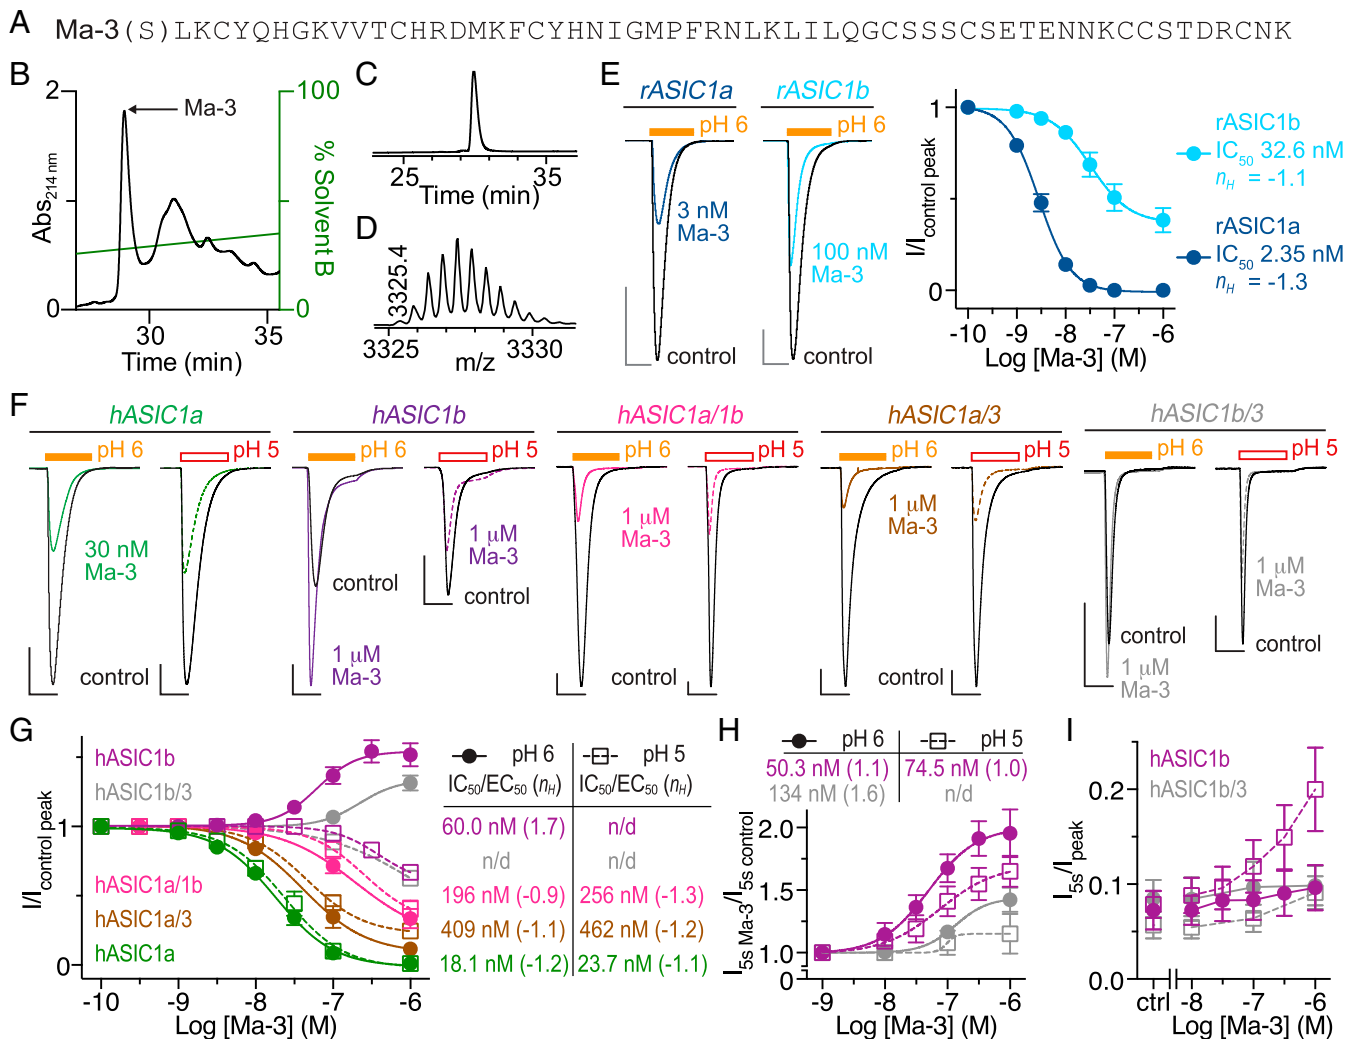 A Ma-3(S)LKCYQHGKVVTCHRDMKFCYHNIGMPFRNLKLILQGCSSSCSETENNKCCSTDRCNK
B
2
1
0
Abs214 nm
Ma-3
100
0
% Solvent B
30 35
Time (min)
C
25 35
Time (min)
D
3325.4
3325 3330
m/z
E
rASIC1a rASIC1b
pH 6 pH 6
3 nM
Ma-3
100 nM
Ma-3
control control
I/Icontrol peak
1
0
-10 -9 -8 -7 -6
Log [Ma-3] (M)
rASIC1b
IC50 32.6 nM
nH = -1.1
rASIC1a
IC50 2.35 nM
nH = -1.3
F
hASIC1a hASIC1b hASIC1a/1b hASIC1a/3 hASIC1b/3
pH 6 pH 5 pH 6 pH 5 pH 6 pH 5 pH 6 pH 5 pH 6 pH 5
30 nM
Ma-3
control
control
1 µM
Ma-3
1 µM
Ma-3
control
1 µM
Ma-3
control
1 µM
Ma-3
control
control
1 µM
Ma-3
1 µM
Ma-3
control
G
hASIC1b
hASIC1b/3
hASIC1a/1b
hASIC1a/3
hASIC1a
I/Icontrol peak
1
0
-10 -9 -8 -7 -6
Log [Ma-3] (M)
pH 6 pH 5
IC50/EC50 (nH) IC50/EC50 (nH)
60.0 nM (1.7) n/d
n/d n/d
196 nM (-0.9) 256 nM (-1.3)
409 nM (-1.1) 462 nM (-1.2)
18.1 nM (-1.2) 23.7 nM (-1.1)
H
pH 6 pH 5
50.3 nM (1.1) 74.5 nM (1.0)
134 nM (1.6) n/d
I5s Ma-3/I5s control
2.0
1.5
1.0
0
-9 -8 -7 -6
Log [Ma-3] (M)
I
hASIC1b
hASIC1b/3
I5s/Ipeak
0.2
0.1
0.0
ctrl -8 -7 -6
Log [Ma-3] (M)